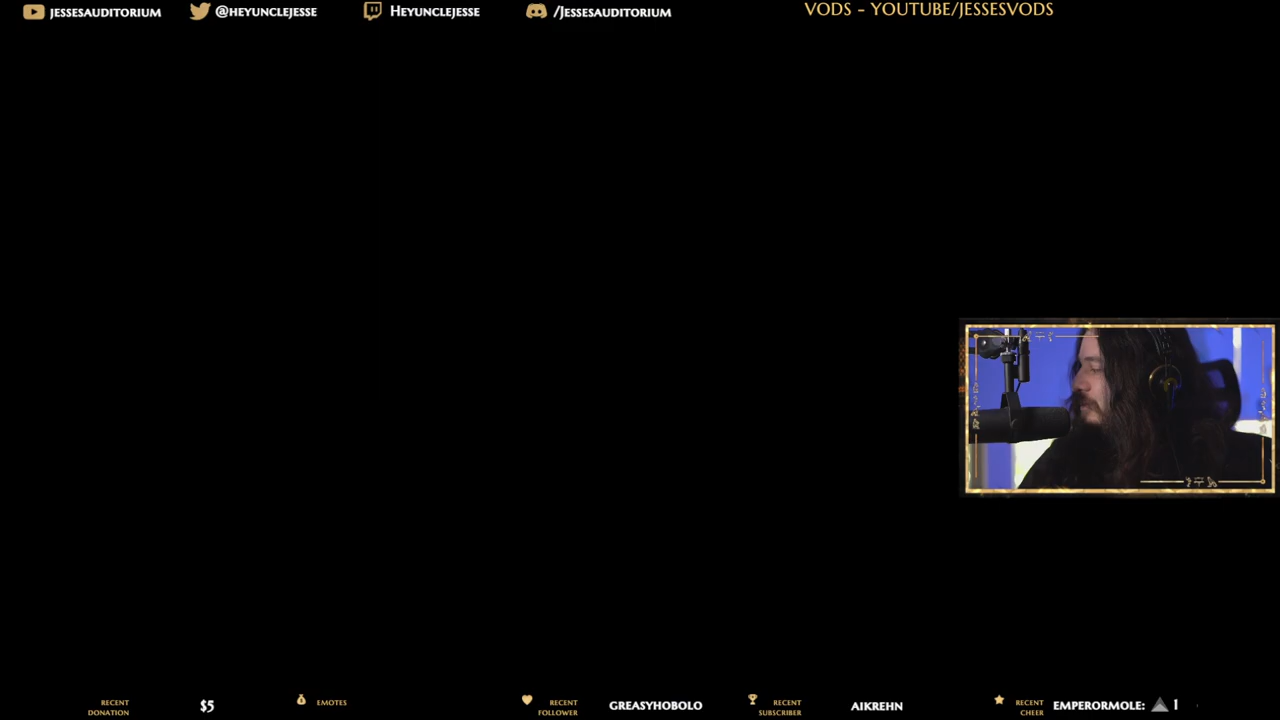 JESSESAUDITORIUM @HEYUNCLEJESSE HEYUNCLEJESSE /JESSESAUDITORIUM VODS - YOUTUBE/JESSESVODS
RECENT DONATION
$5
EMOTES
RECENT FOLLOWER
GREASYHOBOLO
RECENT SUBSCRIBER
AIKREHN
RECENT CHEER
EMPERORMOLE: 1